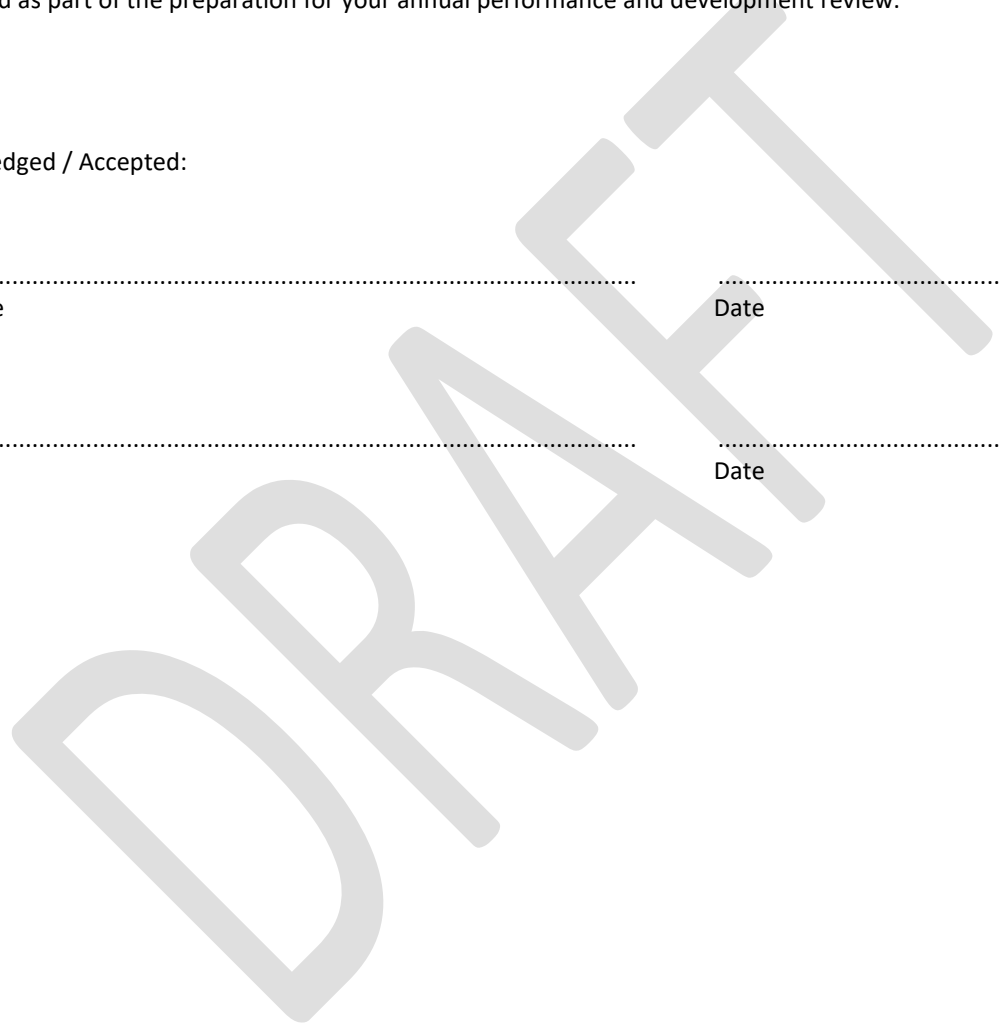 d as part of the preparation for your annual performance and development review.
edged / Accepted:
.................................................................................................. ..........................................
e Date
.................................................................................................. ..........................................
Date
DRAFT